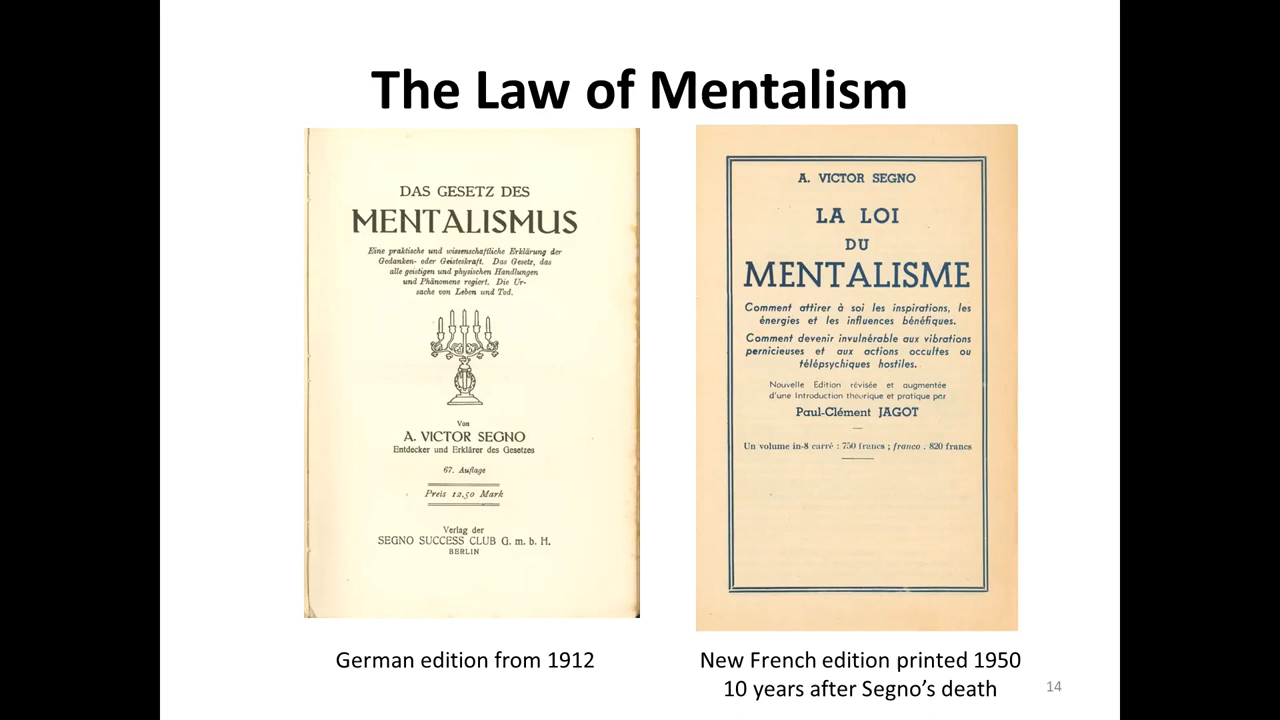 The Law of Mentalism
DAS GESETZ DES
MENTALISMUS
Eine praktische und wissenschaftliche Erklärung der
Gedanken- oder Geisteskraft. Das Gesetz, das
alle geistigen und physischen Handlungen
und Phänomene regiert. Die Ur-
sache von Leben und Tod.
Von
A. VICTOR SEGNO
Entdecker und Erklärer des Gesetzes
67. Auflage
Preis 12.50 Mark
Verlag der
SEGNO SUCCESS CLUB G. m. b. H.
BERLIN
German edition from 1912
A. VICTOR SEGNO
LA LOI
DU
MENTALISME
Comment attirer à soi les inspirations, les
énergies et les influences bénéfiques.
Comment devenir invulnérable aux vibrations
pernicieuses et aux actions occultes ou
télépsychiques hostiles.
Nouvelle Edition révisée et augmentée
d'une Introduction théorique et pratique par
Paul-Clément JAGOT
Un volume in-8 carré : 750 francs ; franco . 820 francs
New French edition printed 1950
10 years after Segno's death
14